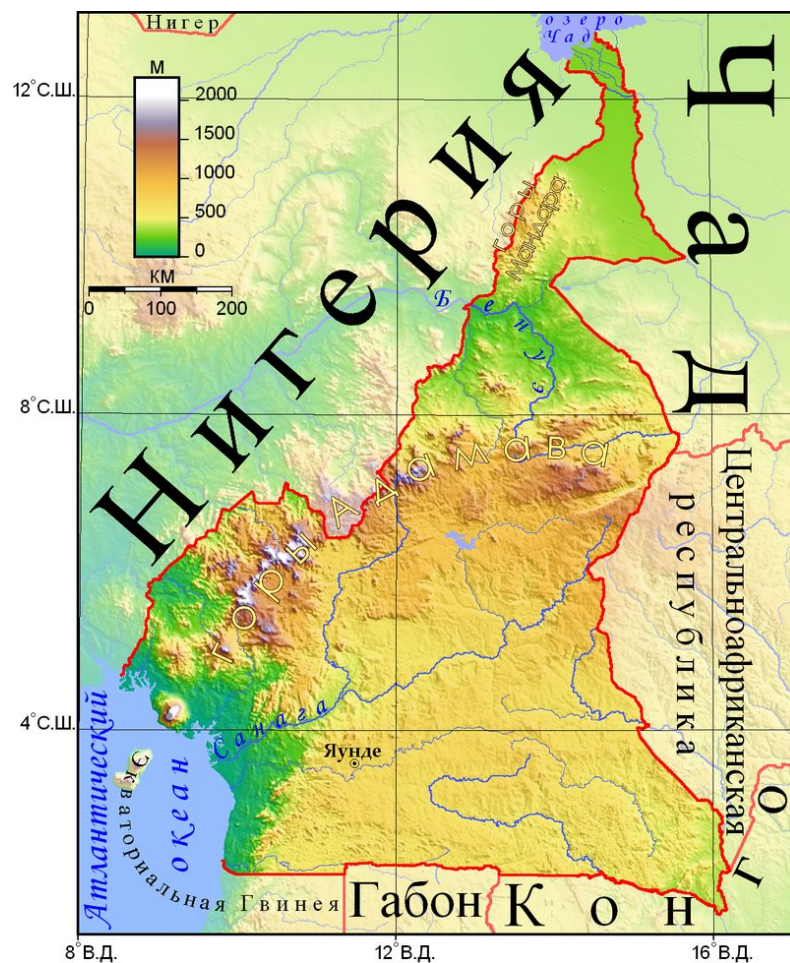 Нигер
озеро
Чад
М
2000
1500
1000
500
0
КМ
0 100 200
12°С.Ш.
8°С.Ш.
4°С.Ш.
Нигерия
Чад
горы
Мандара
Бенуэ
горы Адамава
Центральноафриканская
республика
Санага
Яунде
Атлантический
океан
Экваториальная Гвинея
Габон
Конго
8°В.Д.
12°В.Д.
16°В.Д.